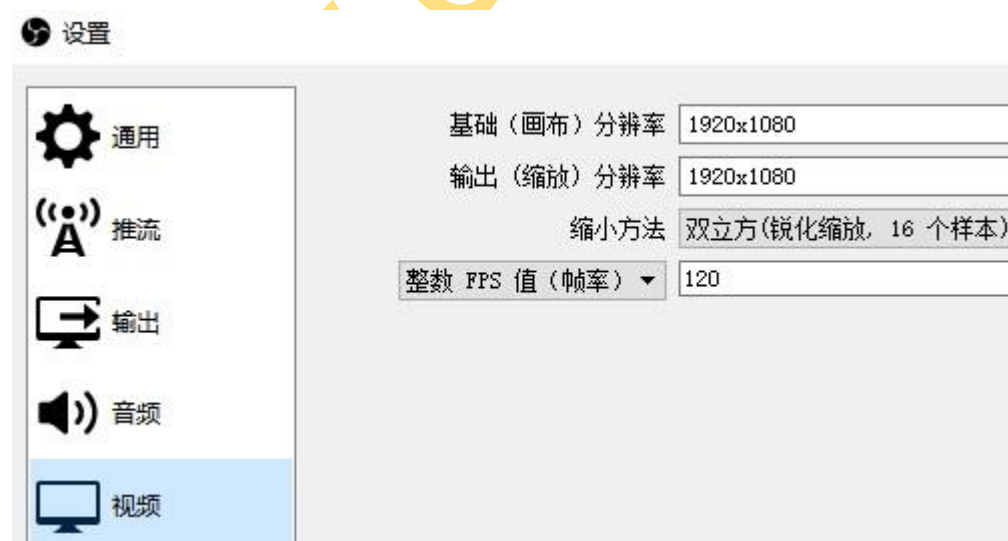 设置
通用
推流
输出
音频
视频
基础（画布）分辨率 1920x1080
输出（缩放）分辨率 1920x1080
缩小方法 双立方(锐化缩放, 16 个样本)
整数 FPS 值（帧率） 120